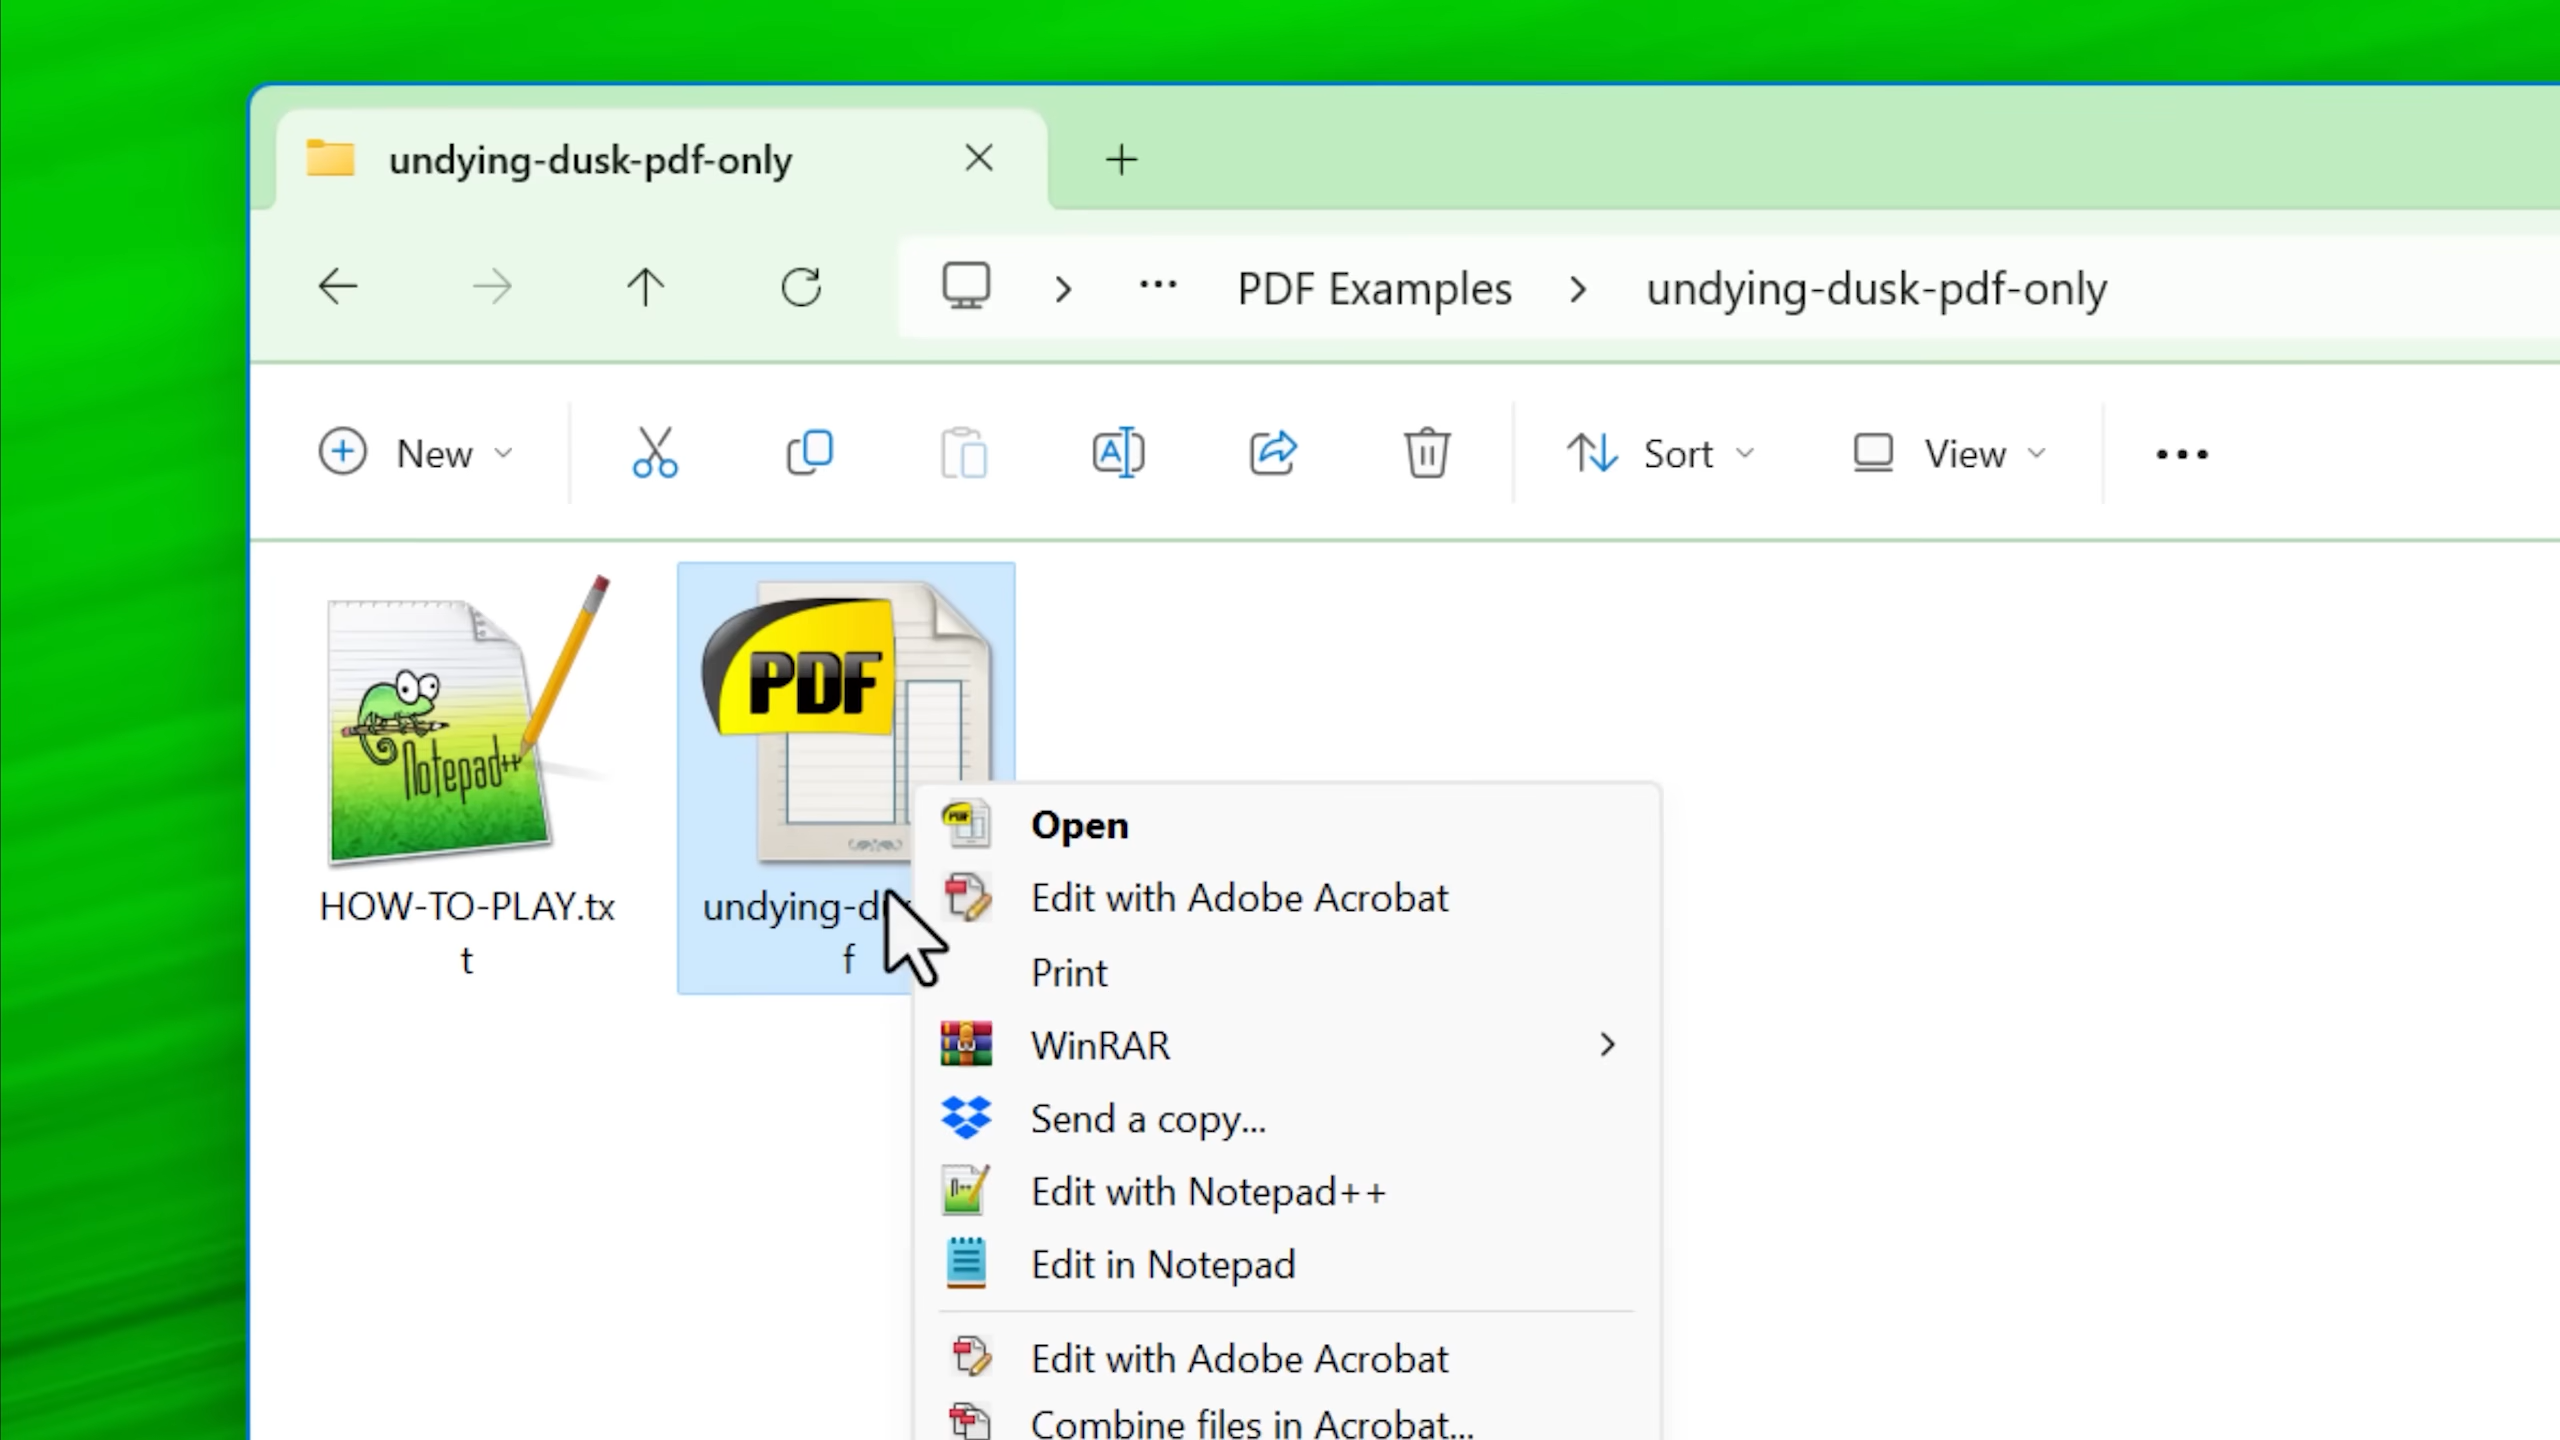 undying-dusk-pdf-only
PDF Examples > undying-dusk-pdf-only
New
Sort
View
Notepad++
PDF
HOW-TO-PLAY.tx
t
f
Open
Edit with Adobe Acrobat
Print
WinRAR
Send a copy...
Edit with Notepad++
Edit in Notepad
Edit with Adobe Acrobat
Combine files in Acrobat...